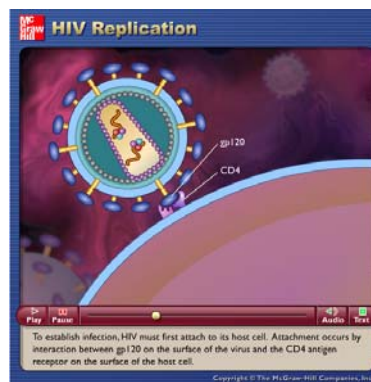 Mc
Graw
Hill
HIV Replication
gp120
CD4
Play Pause Audio Text
To establish infection, HIV must first attach to its host cell. Attachment occurs by
interaction between gp120 on the surface of the virus and the CD4 antigen
receptor on the surface of the host cell.
Copyright © The McGraw-Hill Companies, Inc.